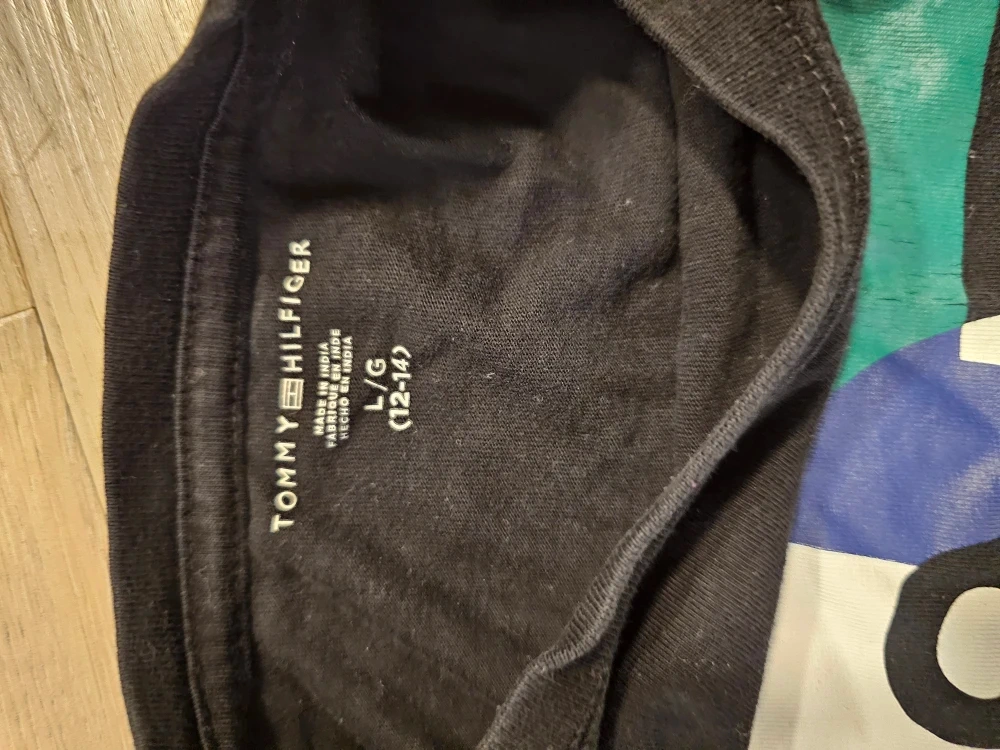 TOMMY HILFIGER
MADE IN INDIA
FABRIQUÉ EN INDE
HECHO EN INDIA
L/G
(12-14)